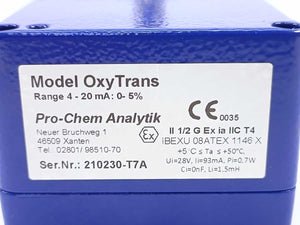 Model OxyTrans
Range 4 - 20 mA: 0- 5%
Pro-Chem Analytik
Neuer Bruchweg 1
46509 Xanten
Tel. 02801/ 98510-70
Ser.Nr.: 210230-T7A
CE 0035
Ex II 1/2 G Ex ia IIC T4
IBEXU 08ATEX 1146 X
+5°C ≤ Ta ≤ +50°C,
Ui=28V, Ii=93mA, Pi=0,7W
Ci=0nF, Li=1,5mH